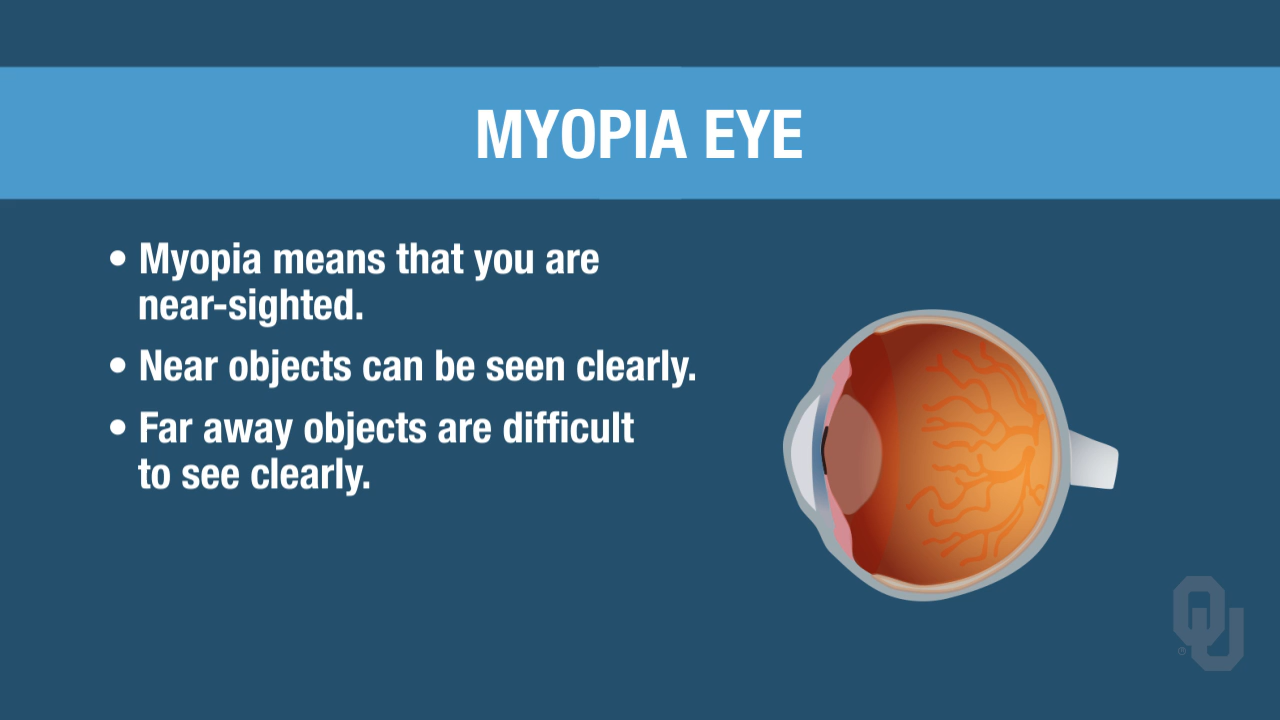 MYOPIA EYE
• Myopia means that you are
near-sighted.
• Near objects can be seen clearly.
• Far away objects are difficult
to see clearly.
OU
®